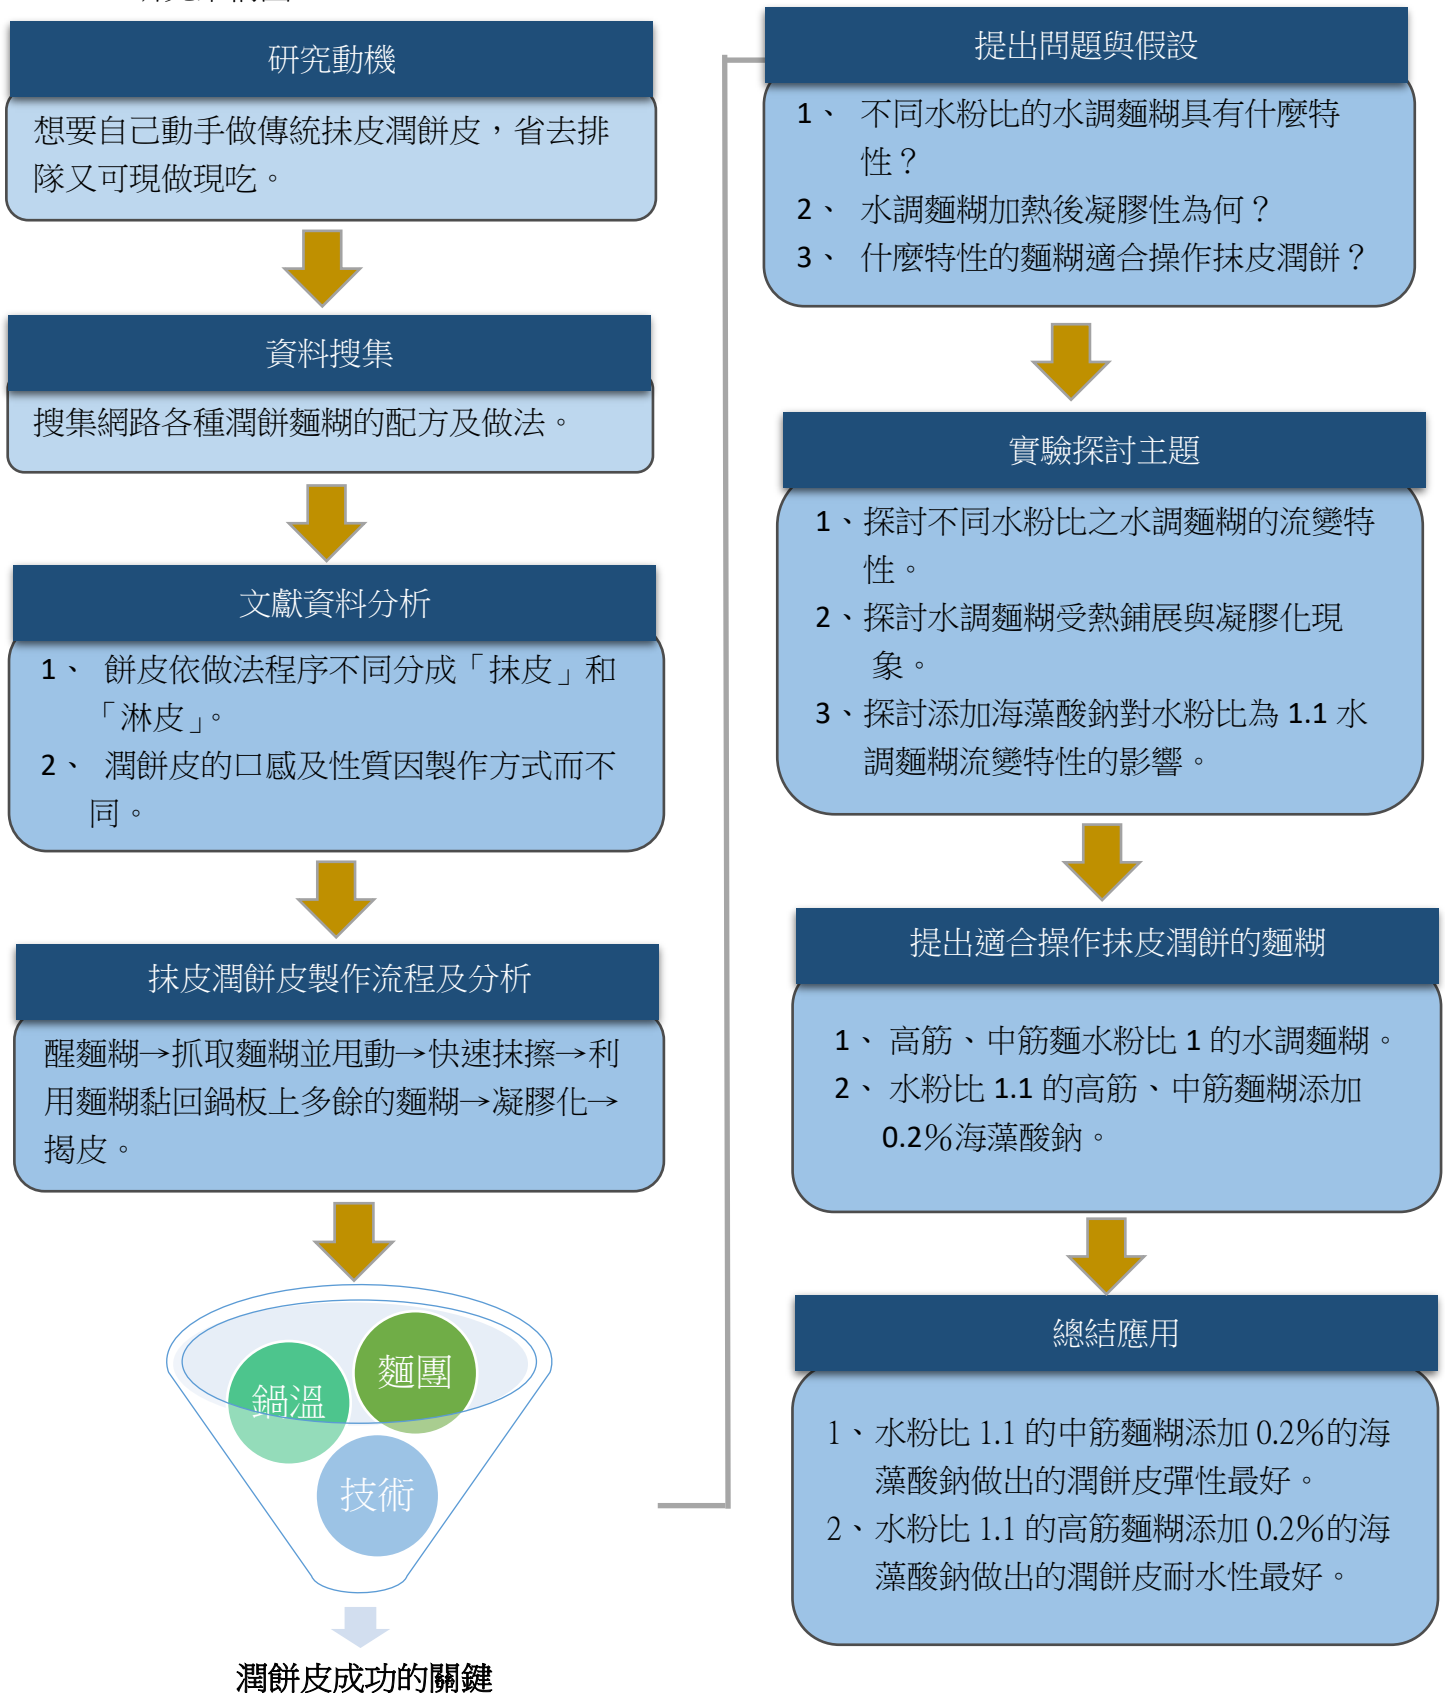 研究動機
想要自己動手做傳統抹皮潤餅皮，省去排
隊又可現做現吃。
資料搜集
搜集網路各種潤餅麵糊的配方及做法。
文獻資料分析
1、 餅皮依做法程序不同分成「抹皮」和
「淋皮」。
2、 潤餅皮的口感及性質因製作方式而不
同。
抹皮潤餅皮製作流程及分析
醒麵糊→抓取麵糊並甩動→快速抹擦→利
用麵糊黏回鍋板上多餘的麵糊→凝膠化→
揭皮。
麵團
鍋溫
技術
潤餅皮成功的關鍵
提出問題與假設
1、 不同水粉比的水調麵糊具有什麼特
性？
2、 水調麵糊加熱後凝膠性為何？
3、 什麼特性的麵糊適合操作抹皮潤餅？
實驗探討主題
1、探討不同水粉比之水調麵糊的流變特
性。
2、探討水調麵糊受熱鋪展與凝膠化現
象。
3、探討添加海藻酸鈉對水粉比為 1.1 水
調麵糊流變特性的影響。
提出適合操作抹皮潤餅的麵糊
1、 高筋、中筋麵水粉比 1 的水調麵糊。
2、 水粉比 1.1 的高筋、中筋麵糊添加
0.2%海藻酸鈉。
總結應用
1、水粉比 1.1 的中筋麵糊添加 0.2%的海
藻酸鈉做出的潤餅皮彈性最好。
2、水粉比 1.1 的高筋麵糊添加 0.2%的海
藻酸鈉做出的潤餅皮耐水性最好。